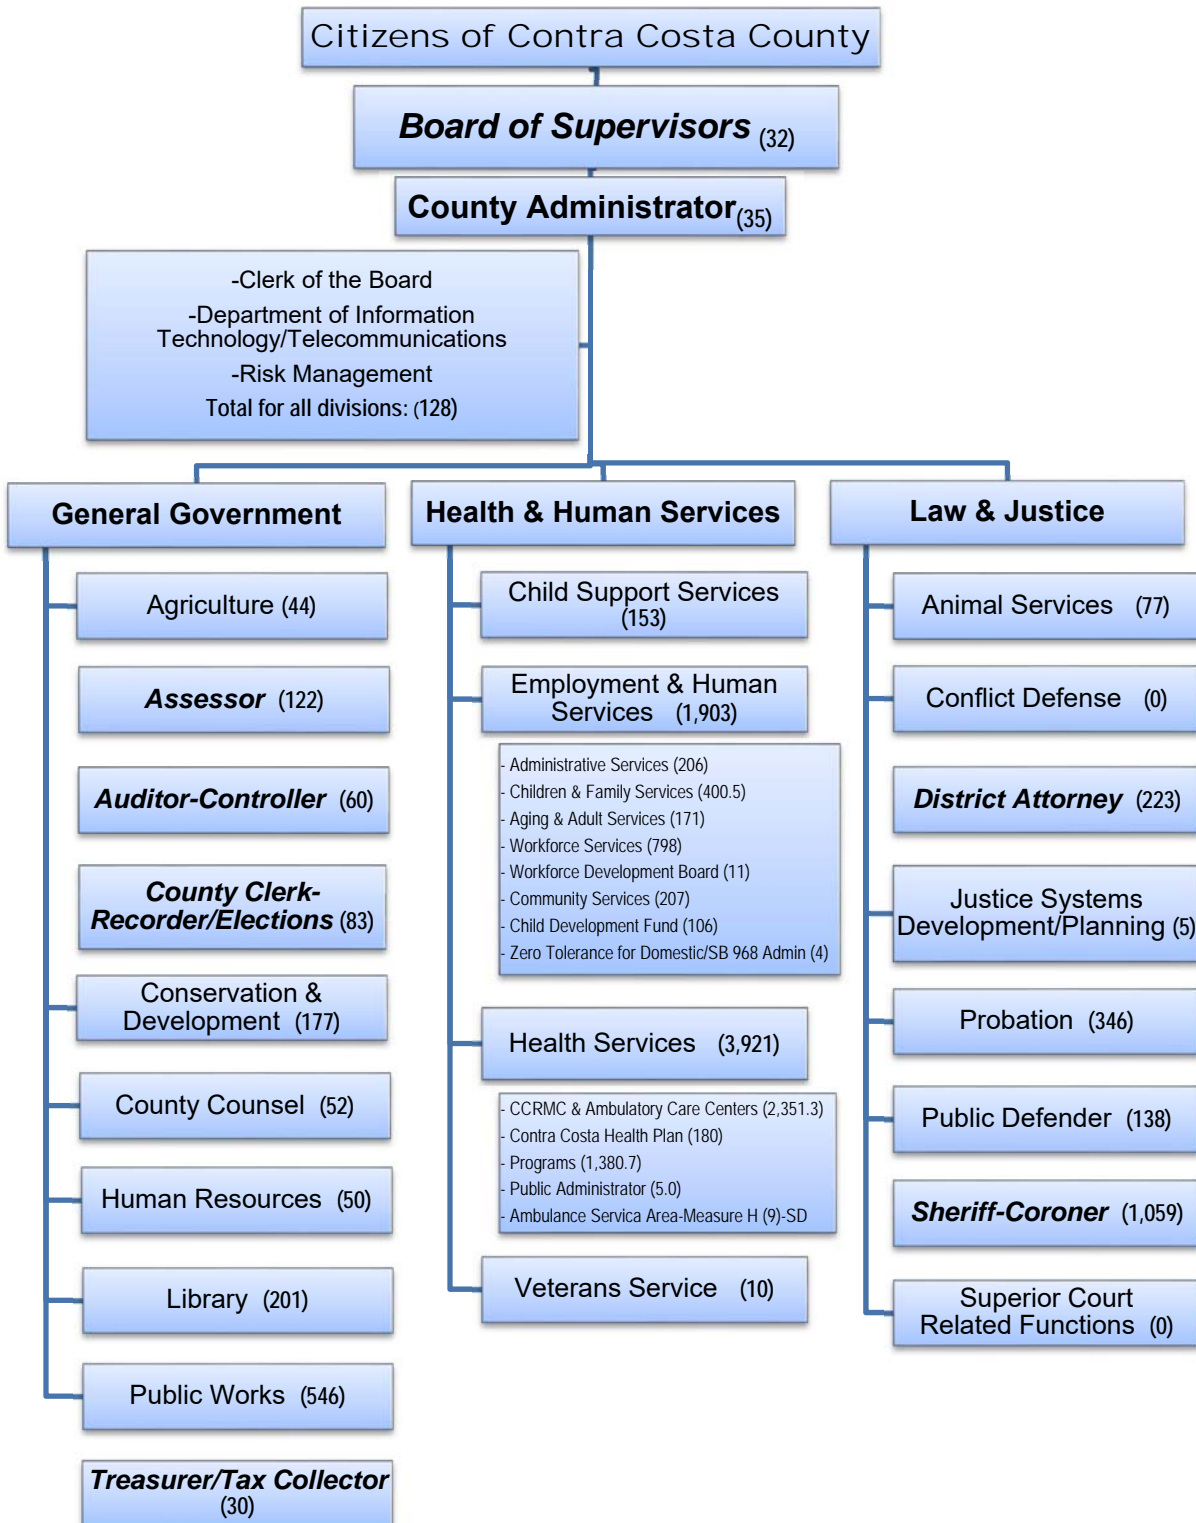 Citizens of Contra Costa County
Board of Supervisors (32)
County Administrator(35)
-Clerk of the Board
-Department of Information
Technology/Telecommunications
-Risk Management
Total for all divisions: (128)
General Government
Agriculture (44)
Assessor (122)
Auditor-Controller (60)
County Clerk-
Recorder/Elections (83)
Conservation &
Development (177)
County Counsel (52)
Human Resources (50)
Library (201)
Public Works (546)
Treasurer/Tax Collector
(30)
Health & Human Services
Child Support Services
(153)
Employment & Human
Services (1,903)
- Administrative Services (206)
- Children & Family Services (400.5)
- Aging & Adult Services (171)
- Workforce Services (798)
- Workforce Development Board (11)
- Community Services (207)
- Child Development Fund (106)
- Zero Tolerance for Domestic/SB 968 Admin (4)
Health Services (3,921)
- CCRMC & Ambulatory Care Centers (2,351.3)
- Contra Costa Health Plan (180)
- Programs (1,380.7)
- Public Administrator (5.0)
- Ambulance Servica Area-Measure H (9)-SD
Veterans Service (10)
Law & Justice
Animal Services (77)
Conflict Defense (0)
District Attorney (223)
Justice Systems
Development/Planning (5)
Probation (346)
Public Defender (138)
Sheriff-Coroner (1,059)
Superior Court
Related Functions (0)